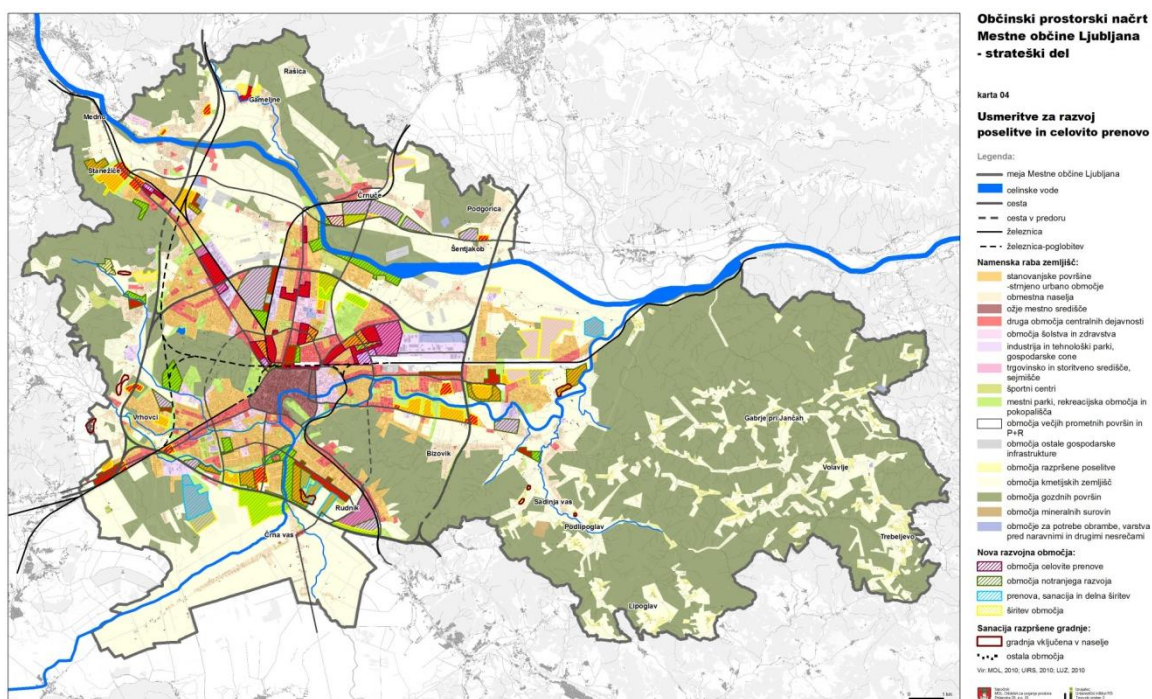 Občinski prostorski načrt
Mestne občine Ljubljana
- strateški del
karta 04
Usmeritve za razvoj
poselitve in celovito prenovo
Legenda:
meja Mestne občine Ljubljana
celinske vode
cesta
cesta v predoru
železnica
železnica-poglobitev
Namenska raba zemljišč:
stanovanjske površine
-strnjeno urbano območje
obmestna naselja
ožje mestno središče
druga območja centralnih dejavnosti
območja šolstva in zdravstva
industrija in tehnološki parki,
gospodarske cone
trgovinsko in storitveno središče,
sejmišče
športni centri
mestni parki, rekreacijska območja in
pokopališča
območja večjih prometnih površin in
P+R
območja ostale gospodarske
infrastrukture
območja razpršene poselitve
območja kmetijskih zemljišč
območja gozdnih površin
območja mineralnih surovin
območje za potrebe obrambe, varstva
pred naravnimi in drugimi nesrečami
Nova razvojna območja:
območja celovite prenove
območja notranjega razvoja
prenova, sanacija in delna širitev
širitev območja
Sanacija razpršene gradnje:
gradnja vključena v naselje
ostala območja
Vir: MOL, 2010; UIRS, 2010; LUZ, 2010
Rašica
Gameljne
Medno
Stanežiče
Črnuče
Podgorica
Šentjakob
Vrhovci
Bizovik
Gabrje pri Jančah
Volavlje
Sadinja vas
Podlipoglav
Rudnik
Črna vas
Trebeljevo
Lipoglav
1 km